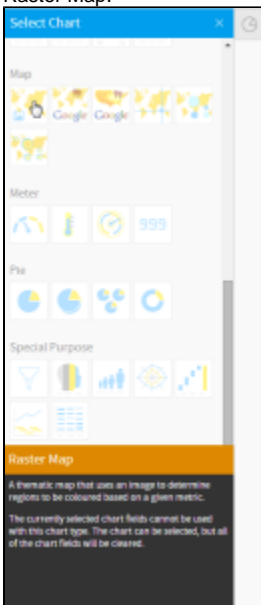 Raster Map.
Select Chart ×
Map
Google Google
Meter
999
Pie
Special Purpose
Raster Map
A thematic map that uses an image to determine
regions to be coloured based on a given metric.
The currently selected chart fields cannot be used
with this chart type. The chart can be selected, but all
of the chart fields will be cleared.